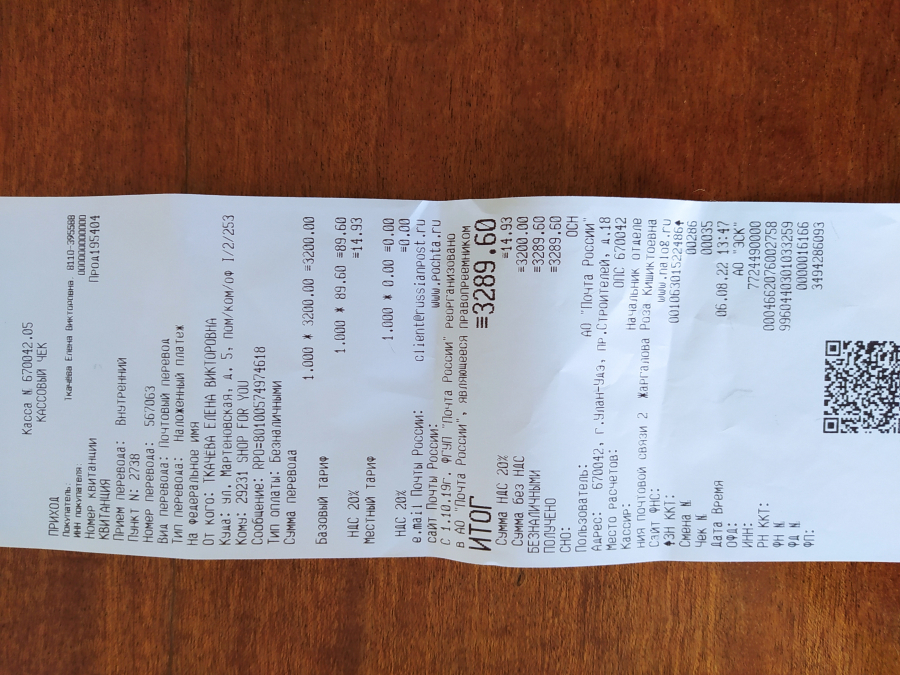 Касса N 670042.05
КАССОВЫЙ ЧЕК
ПРИХОД
Покупатель: Ткачёва Елена Викторовна, 8110-395588
ИНН покупателя: 000000000000
Номер квитанции Прод195404
КВИТАНЦИЯ
Прием перевода: Внутренний
Пункт N: 2738
Номер перевода: 567063
Вид перевода: Почтовый перевод
Тип перевода: Наложенный платеж
На федеральное имя
От кого: ТКАЧЕВА ЕЛЕНА ВИКТОРОВНА
Куда: ул. Мартеновская, д. 5, пом/ком/оф I/2/253
Кому: 29231 SHOP FOR YOU
Сообщение: RPO=80100574974618
Тип оплаты: Безналичными
Сумма перевода
1.000 * 3200.00 =3200.00
Базовый тариф
1.000 * 89.60 =89.60
НДС 20% =14.93
Местный тариф
1.000 * 0.00 =0.00
НДС 20% =0.00
e.mail Почты России: client@russianpost.ru
сайт Почты России: www.pochta.ru
С 1.10.19г. ФГУП "Почта России" реорганизовано
в АО "Почта России", являющееся правопреемником
ИТОГ =3289.60
Сумма НДС 20% =14.93
Сумма без НДС =3200.00
БЕЗНАЛИЧНЫМИ =3289.60
ПОЛУЧЕНО =3289.60
СНО: ОСН
Пользователь: АО "Почта России"
Адрес: 670042, г.Улан-Удэ, пр.Строителей, д.18
Место расчетов: ОПС 670042
Кассир: Начальник отделе
ния почтовой связи 2 Жаргалова Роза Кишиктоевна
Сайт ФНС: www.nalog.ru
ЗН ККТ: 00106301522486
Смена N 00286
Чек N 00035
Дата Время 06.08.22 13:47
ОФД: АО "ЭСК"
ИНН: 7724490000
РН ККТ: 0004662076002758
ФН N 9960440301032599
ФД N 0000016166
ФП: 3494286093